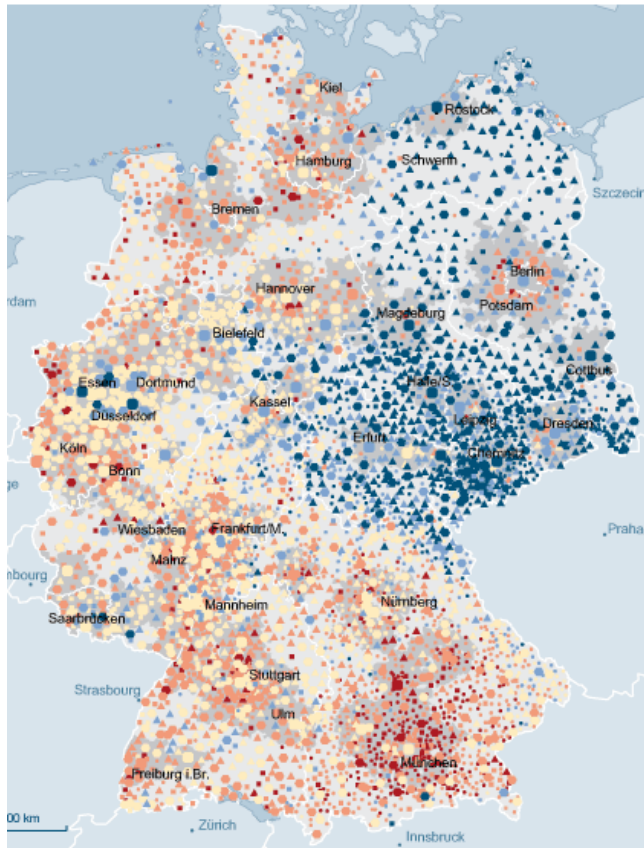 Kiel
Rostock
Hamburg
Schwerin
Szczecin
Bremen
rdam
Hannover
Berlin
Potsdam
Magdeburg
Bielefeld
Cottbus
Essen
Dortmund
Halle/S.
Düsseldorf
Kassel
Leipzig
Dresden
Erfurt
Köln
Chemnitz
Bonn
ge
Wiesbaden
Frankfurt/M.
Praha
Mainz
mbourg
Mannheim
Nürnberg
Saarbrücken
Stuttgart
Strasbourg
Ulm
München
Freiburg i.Br.
00 km
Zürich
Innsbruck